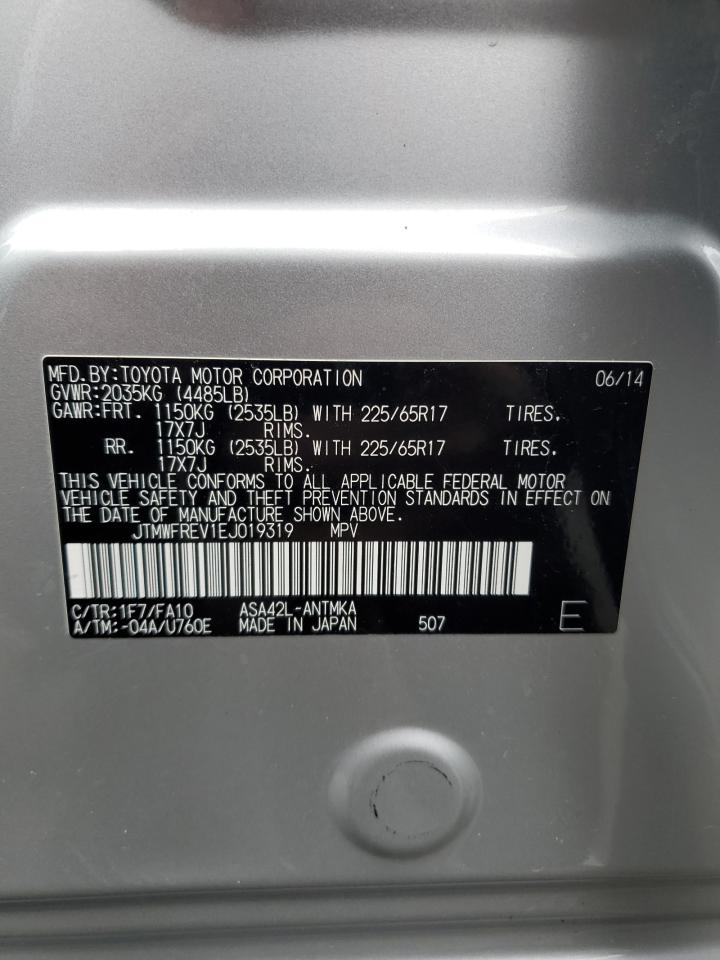 MFD.BY:TOYOTA MOTOR CORPORATION 06/14
GVWR:2035KG (4485LB)
GAWR:FRT. 1150KG (2535LB) WITH 225/65R17 TIRES.
17X7J RIMS.
RR. 1150KG (2535LB) WITH 225/65R17 TIRES.
17X7J RIMS.
THIS VEHICLE CONFORMS TO ALL APPLICABLE FEDERAL MOTOR
VEHICLE SAFETY AND THEFT PREVENTION STANDARDS IN EFFECT ON
THE DATE OF MANUFACTURE SHOWN ABOVE.
JTMWFREV1EJ019319 MPV
C/TR:1F7/FA10 ASA42L-ANTMKA
A/TM:-04A/U760E MADE IN JAPAN 507 E